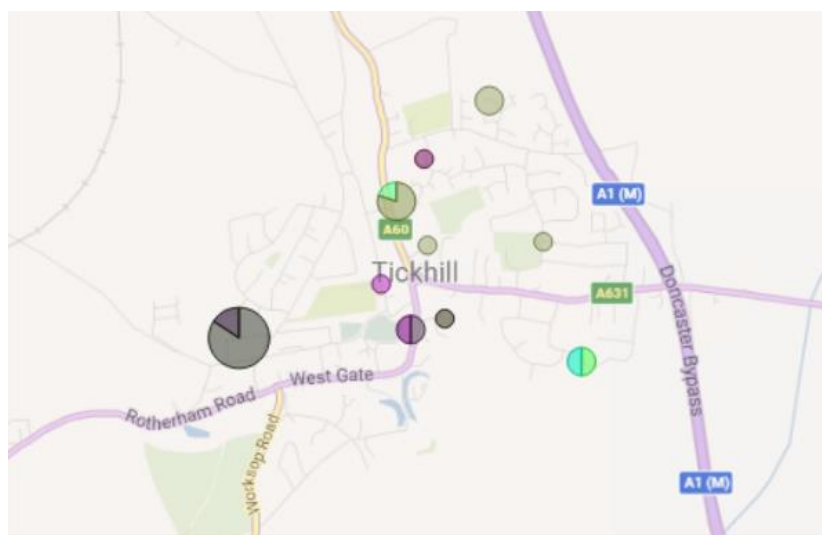 A1 (M)
A60
Tickhill
A631
Doncaster Bypass
West Gate
Rotherham Road
Worksop Road
A1 (M)